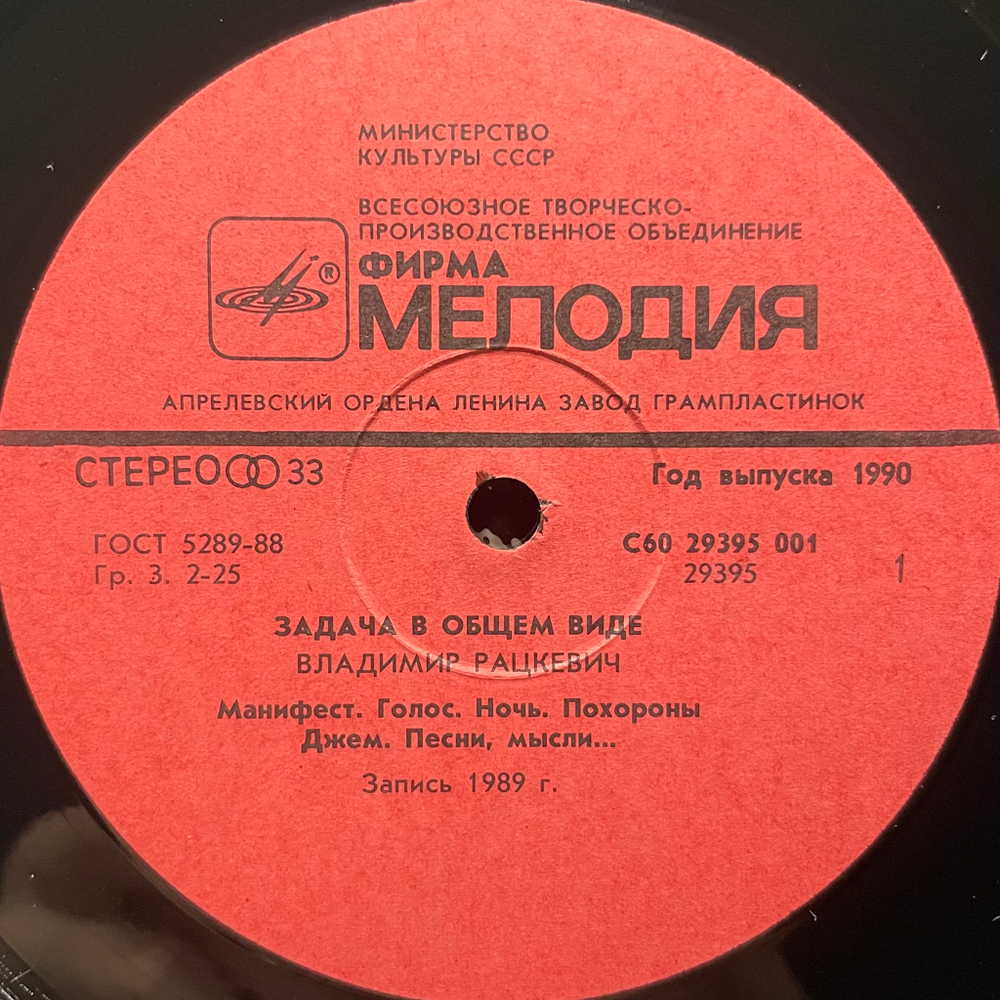 МИНИСТЕРСТВО
КУЛЬТУРЫ СССР
ВСЕСОЮЗНОЕ ТВОРЧЕСКО-
ПРОИЗВОДСТВЕННОЕ ОБЪЕДИНЕНИЕ
ФИРМА
®
МЕЛОДИЯ
АПРЕЛЕВСКИЙ ОРДЕНА ЛЕНИНА ЗАВОД ГРАМПЛАСТИНОК
СТЕРЕО 33
Год выпуска 1990
ГОСТ 5289-88
С60 29395 001
Гр. 3. 2-25
29395
1
ЗАДАЧА В ОБЩЕМ ВИДЕ
ВЛАДИМИР РАЦКЕВИЧ
Манифест. Голос. Ночь. Похороны
Джем. Песни, мысли...
Запись 1989 г.